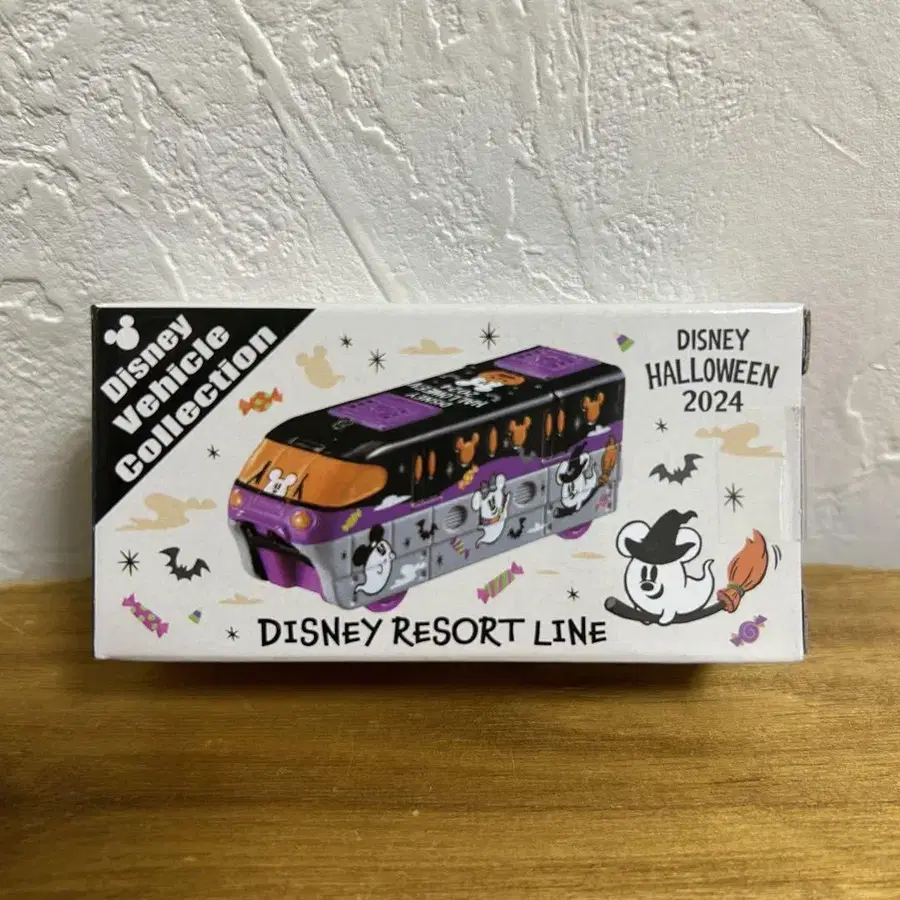 Disney
Vehicle
Collection
DISNEY
HALLOWEEN
2024
DISNEY RESORT LINE